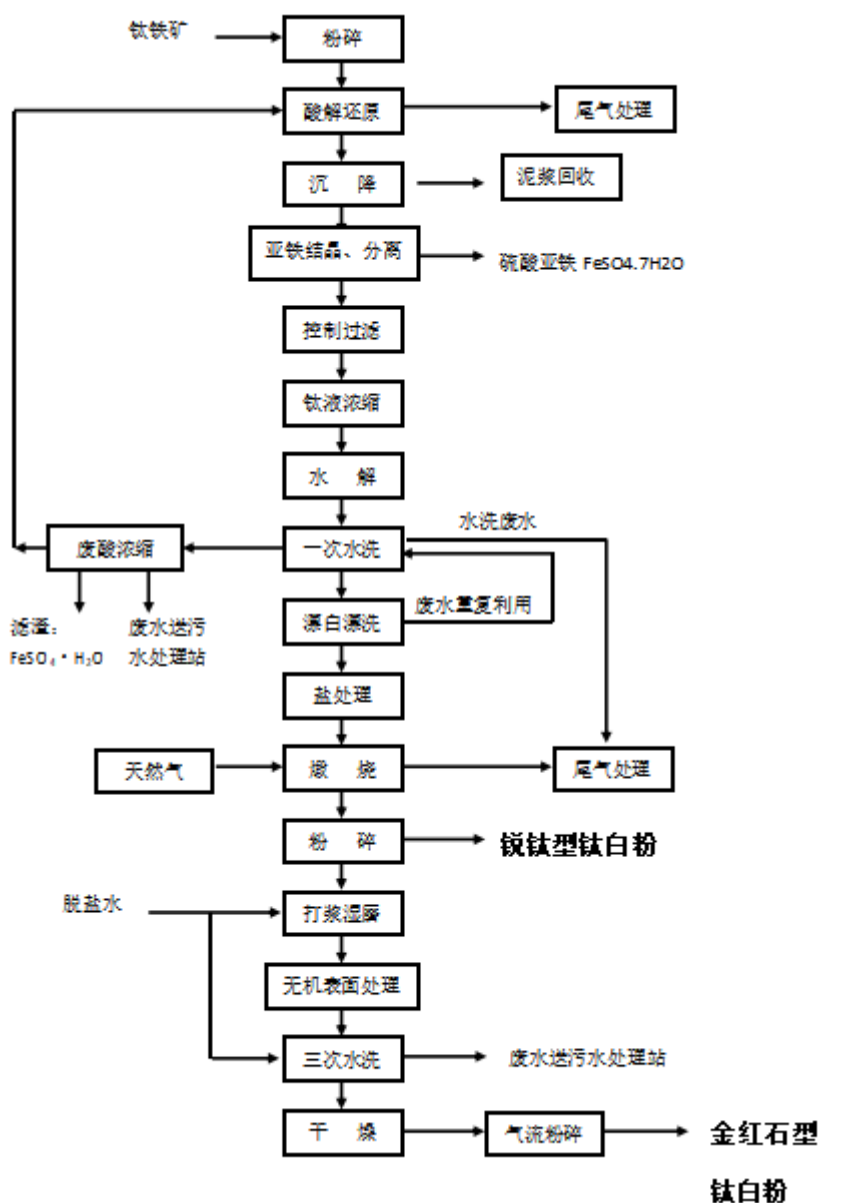 钛铁矿
粉碎
酸解还原
尾气处理
沉 降
泥浆回收
亚铁结晶、分离
硫酸亚铁 FeSO4.7H2O
控制过滤
钛液浓缩
水 解
水洗废水
废酸浓缩
一次水洗
废水重复利用
漂白漂洗
滤渣：
FeSO₄·H₂O
废水送污
水处理站
盐处理
天然气
煅 烧
尾气处理
粉 碎
锐钛型钛白粉
脱盐水
打浆湿磨
无机表面处理
三次水洗
废水送污水处理站
干 燥
气流粉碎
金红石型
钛白粉